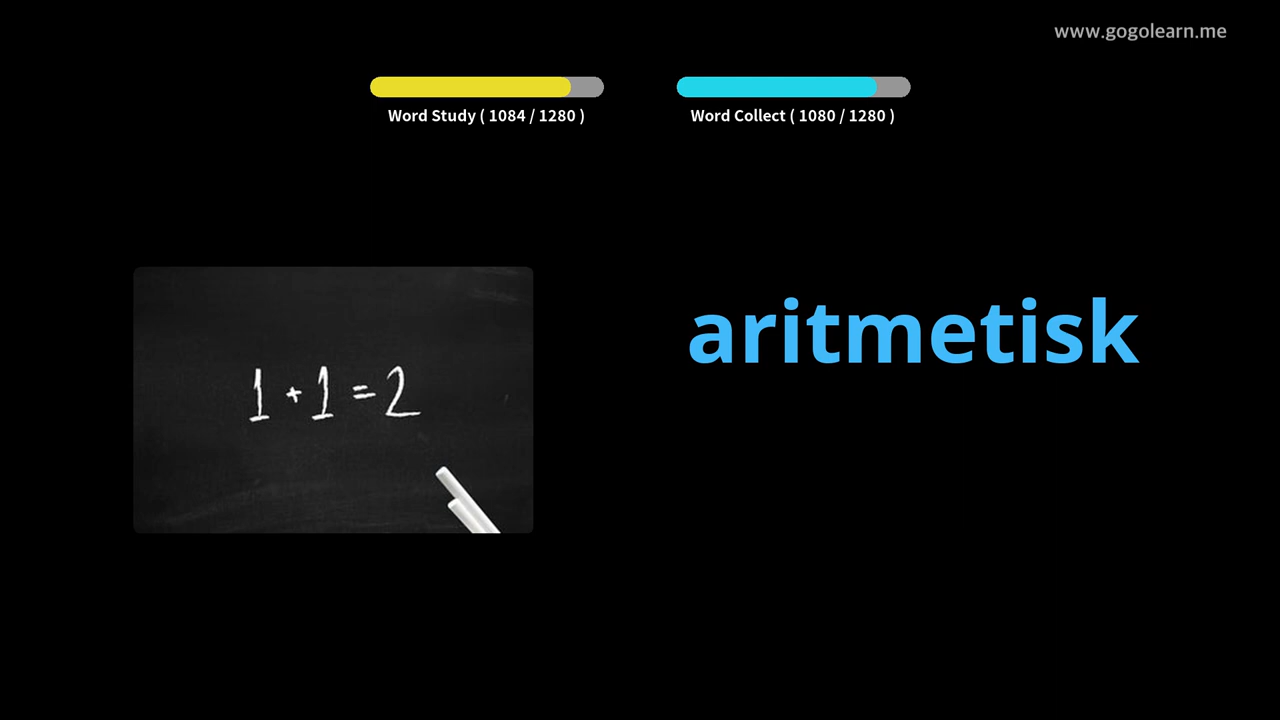 www.gogolearn.me
Word Study ( 1084 / 1280 )
Word Collect ( 1080 / 1280 )
aritmetisk
1 + 1 = 2